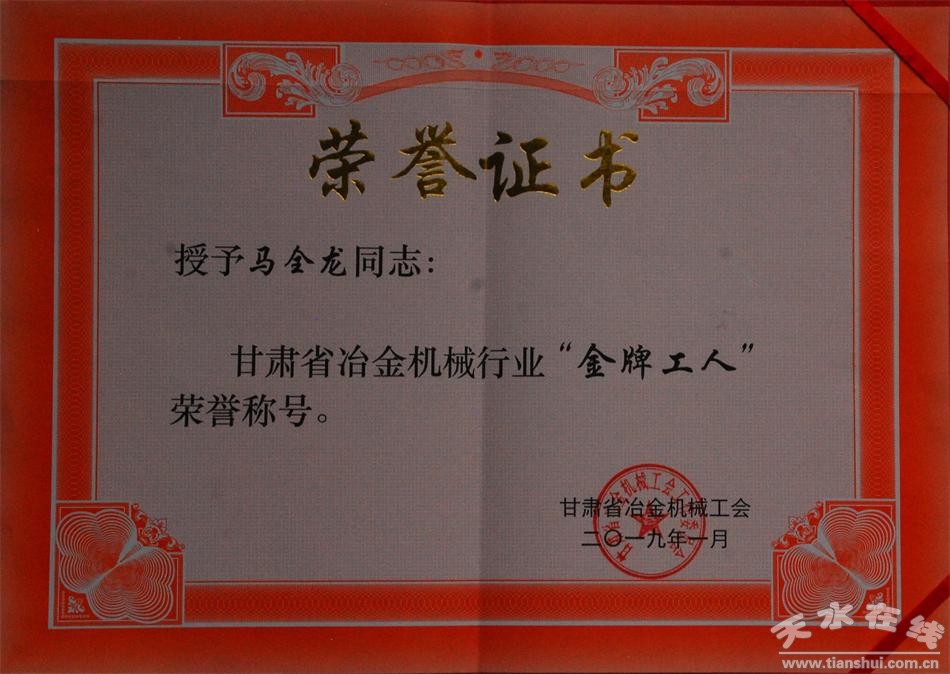 荣誉证书
授予马全龙同志：
甘肃省冶金机械行业“金牌工人”
荣誉称号。
甘肃省冶金机械工会
二〇一九年一月
天水在线
www.tianshui.com.cn